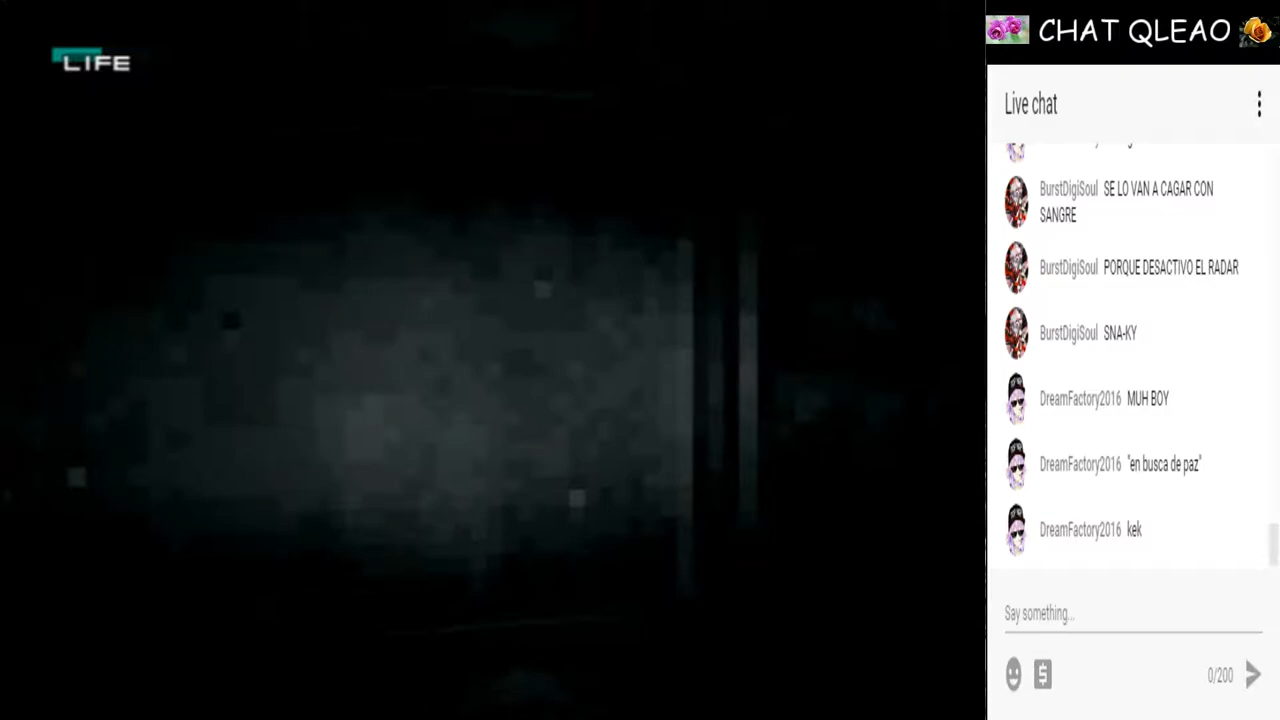 LIFE
CHAT QLEAO
Live chat
BurstDigiSoul SE LO VAN A CAGAR CON
SANGRE
BurstDigiSoul PORQUE DESACTIVO EL RADAR
BurstDigiSoul SNA-KY
DreamFactory2016 MUH BOY
DreamFactory2016 "en busca de paz"
DreamFactory2016 kek
Say something...
0/200